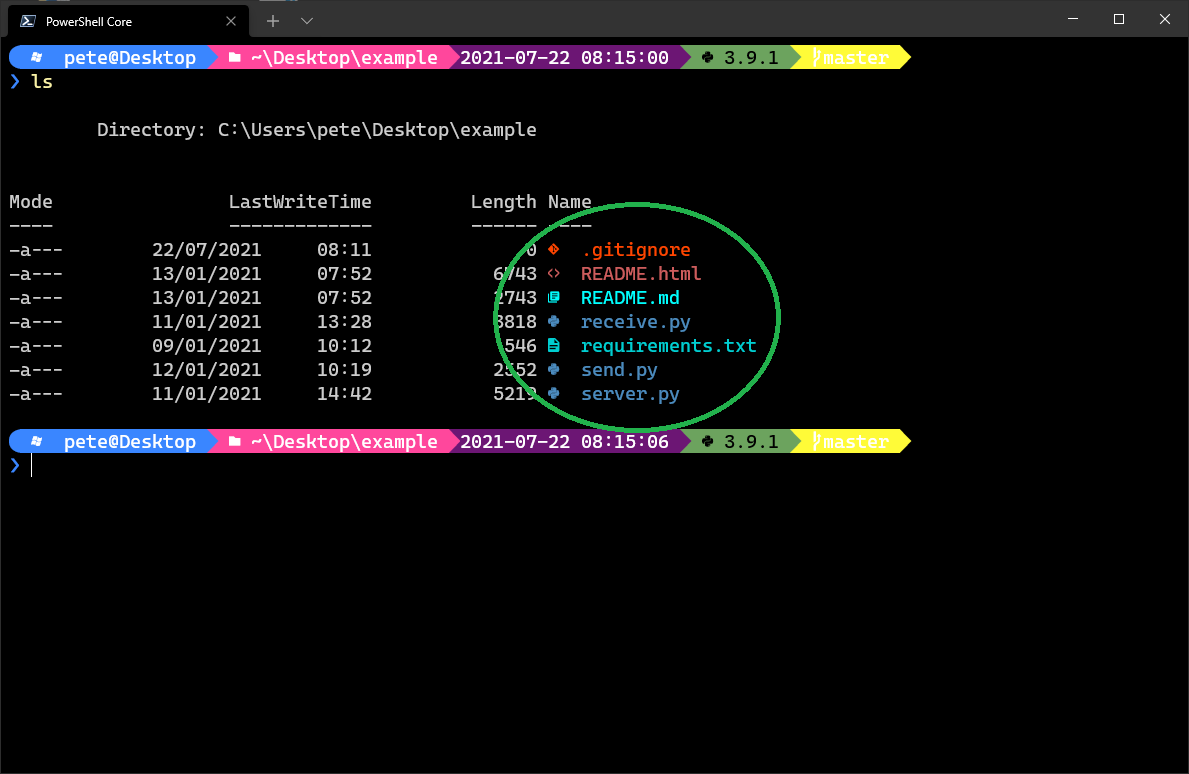 PowerShell Core
pete@Desktop ~\Desktop\example 2021-07-22 08:15:00 3.9.1 master
❯ ls
Directory: C:\Users\pete\Desktop\example
Mode LastWriteTime Length Name
---- ------------- ------ ----
-a--- 22/07/2021 08:11 0 .gitignore
-a--- 13/01/2021 07:52 6743 README.html
-a--- 13/01/2021 07:52 2743 README.md
-a--- 11/01/2021 13:28 3818 receive.py
-a--- 09/01/2021 10:12 546 requirements.txt
-a--- 12/01/2021 10:19 2552 send.py
-a--- 11/01/2021 14:42 5219 server.py
pete@Desktop ~\Desktop\example 2021-07-22 08:15:06 3.9.1 master
❯